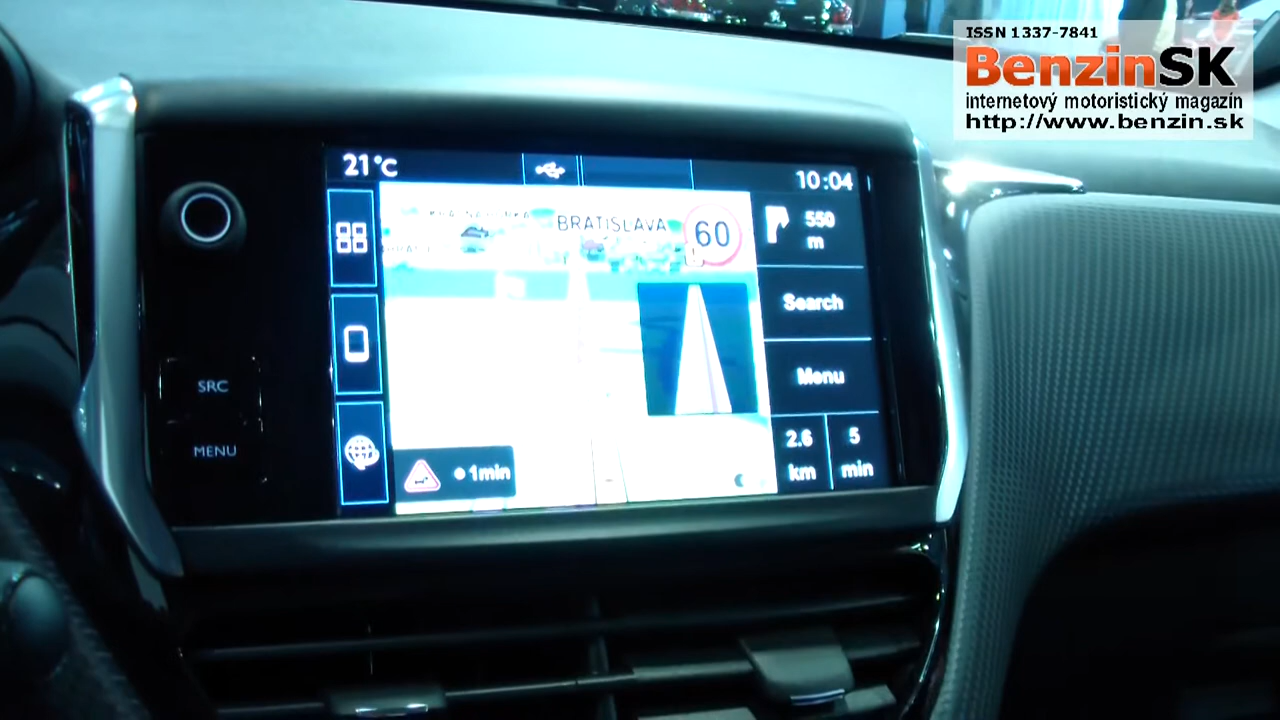 ISSN 1337-7841
BenzinSK
internetový motoristický magazín
http://www.benzin.sk
21°C
10:04
BRATISLAVA
60
550
m
Search
SRC
Menu
MENU
1min
2.6
km
5
min